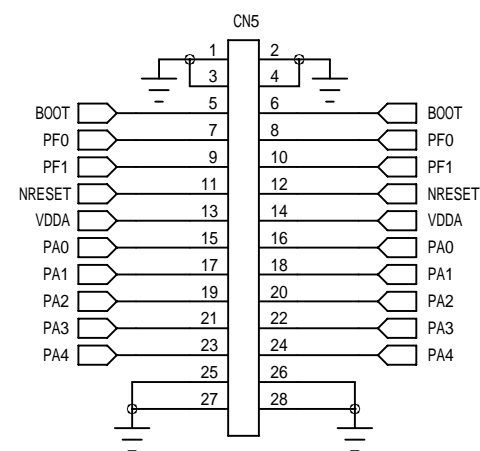 CN5
1 2
3 4
BOOT 5 6 BOOT
PF0 7 8 PF0
PF1 9 10 PF1
NRESET 11 12 NRESET
VDDA 13 14 VDDA
PA0 15 16 PA0
PA1 17 18 PA1
PA2 19 20 PA2
PA3 21 22 PA3
PA4 23 24 PA4
25 26
27 28